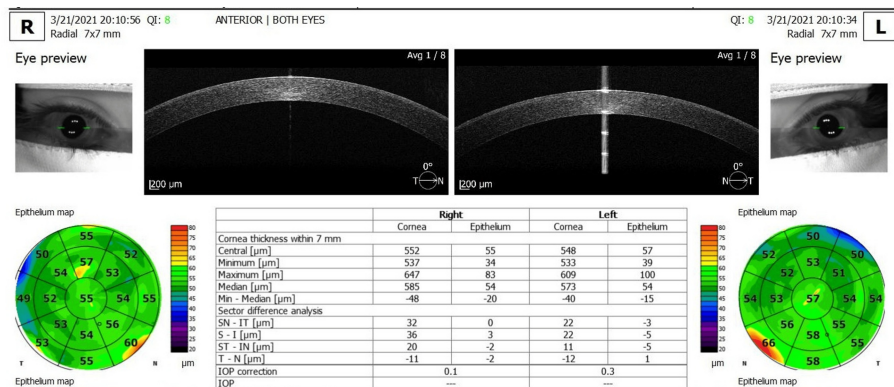 R 3/21/2021 20:10:56 QI: 8 ANTERIOR | BOTH EYES QI: 8 3/21/2021 20:10:34 L
Radial 7x7 mm Radial 7x7 mm
Eye preview Avg 1 / 8 Avg 1 / 8 Eye preview
0° 0°
200 µm T N 200 µm N T
Epithelium map Right Left Epithelium map
Cornea Epithelium Cornea Epithelium
Cornea thickness within 7 mm
Central [µm] 552 55 548 57
Minimum [µm] 537 34 533 39
Maximum [µm] 647 83 609 100
Median [µm] 585 54 573 54
Min - Median [µm] -48 -20 -40 -15
Sector difference analysis
SN - IT [µm] 32 0 22 -3
S - I [µm] 36 3 22 -5
ST - IN [µm] 20 -2 11 -5
T - N [µm] -11 -2 -12 1
IOP correction 0.1 0.3
IOP --- ---
55
50 52
57
54 53
49 52 55 54 55
53 56
54
53 60
55
T N
80
75
70
65
60
55
50
45
40
35
30
25
20
µm
50
52 50
53
53 51
54 54 57 54 53
56 55
58
66 56
58
T N
80
75
70
65
60
55
50
45
40
35
30
25
20
µm
Epithelium map Epithelium map